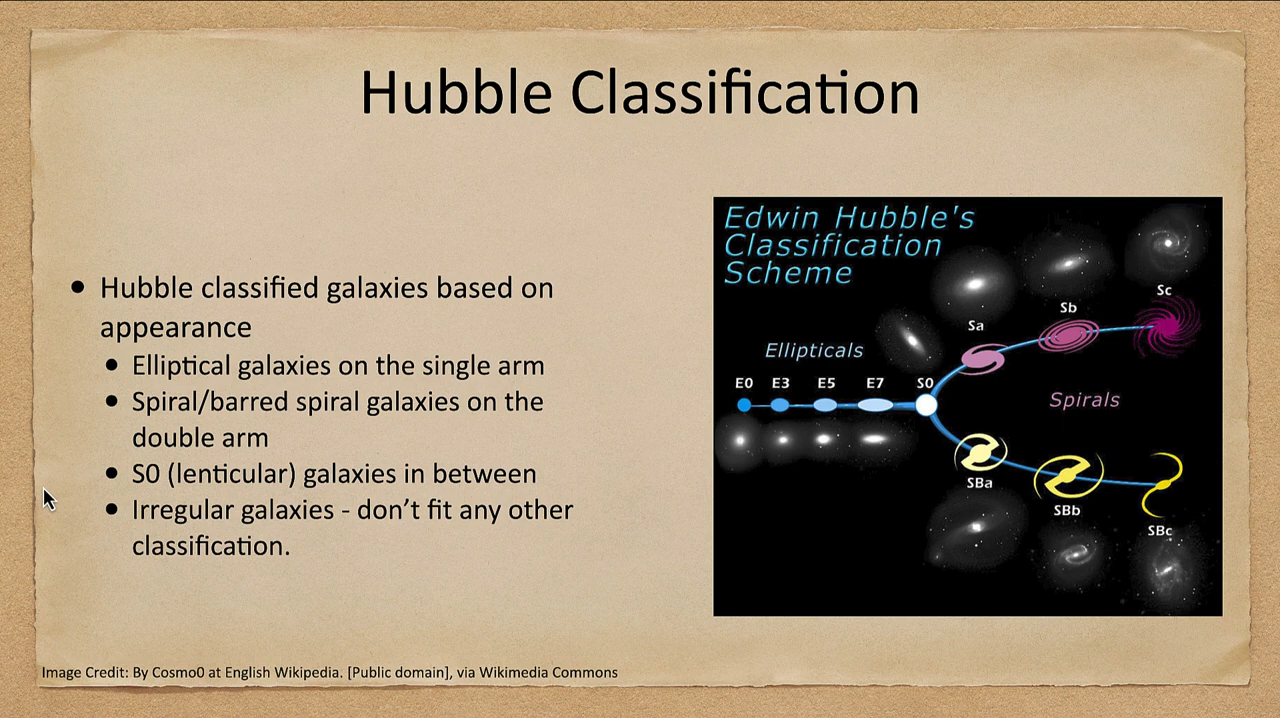 Hubble Classification
Hubble classified galaxies based on
appearance
Elliptical galaxies on the single arm
Spiral/barred spiral galaxies on the
double arm
S0 (lenticular) galaxies in between
Irregular galaxies - don’t fit any other
classification.
Edwin Hubble's
Classification
Scheme
Ellipticals
E0 E3 E5 E7 S0
Sa
Sb
Sc
Spirals
SBa
SBb
SBc
Image Credit: By Cosmo0 at English Wikipedia. [Public domain], via Wikimedia Commons